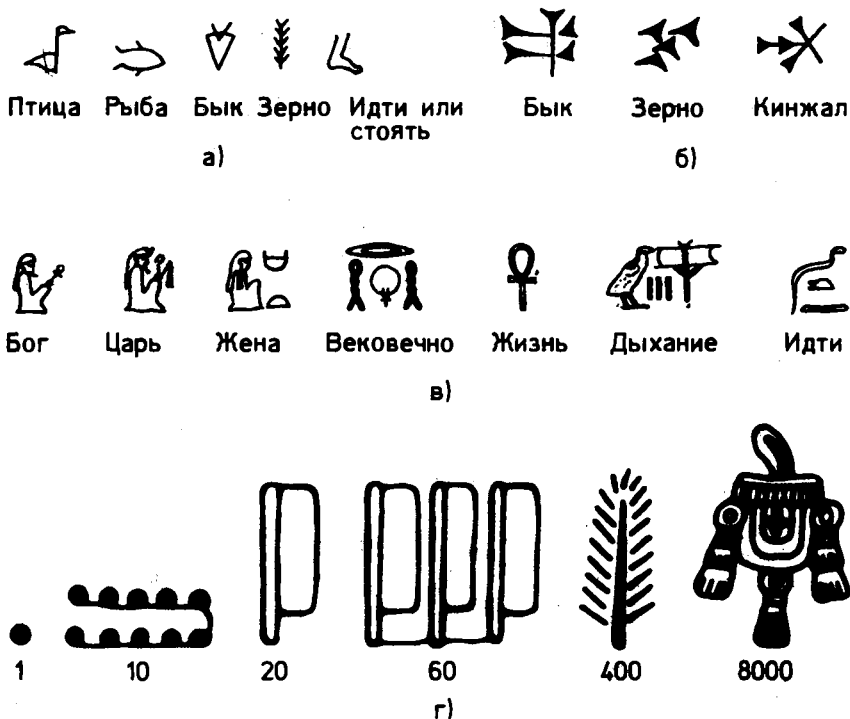 Птица Рыба Бык Зерно Идти или стоять
а)
Бык Зерно Кинжал
б)
Бог Царь Жена Вековечно Жизнь Дыхание Идти
в)
1 10 20 60 400 8000
г)